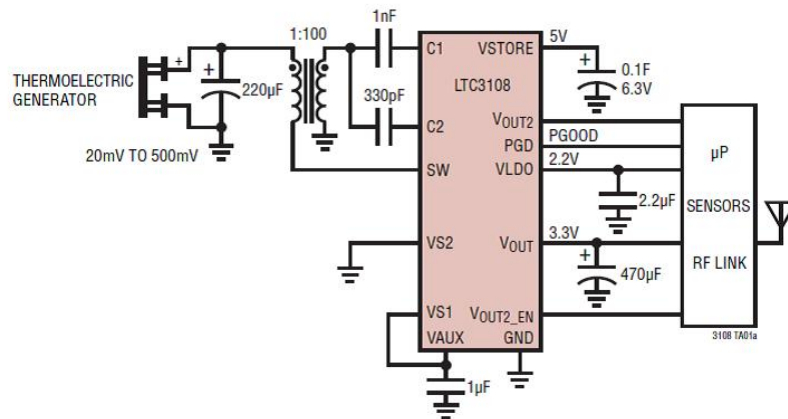 1:100
1nF
330pF
THERMOELECTRIC
GENERATOR
+
+
220µF
20mV TO 500mV
C1
C2
SW
VS2
VS1
VAUX
LTC3108
VSTORE
VOUT2
PGD
VLDO
VOUT
VOUT2_EN
GND
1µF
5V
+
0.1F
6.3V
PGOOD
2.2V
2.2µF
3.3V
+
470µF
µP
SENSORS
RF LINK
3108 TA01a